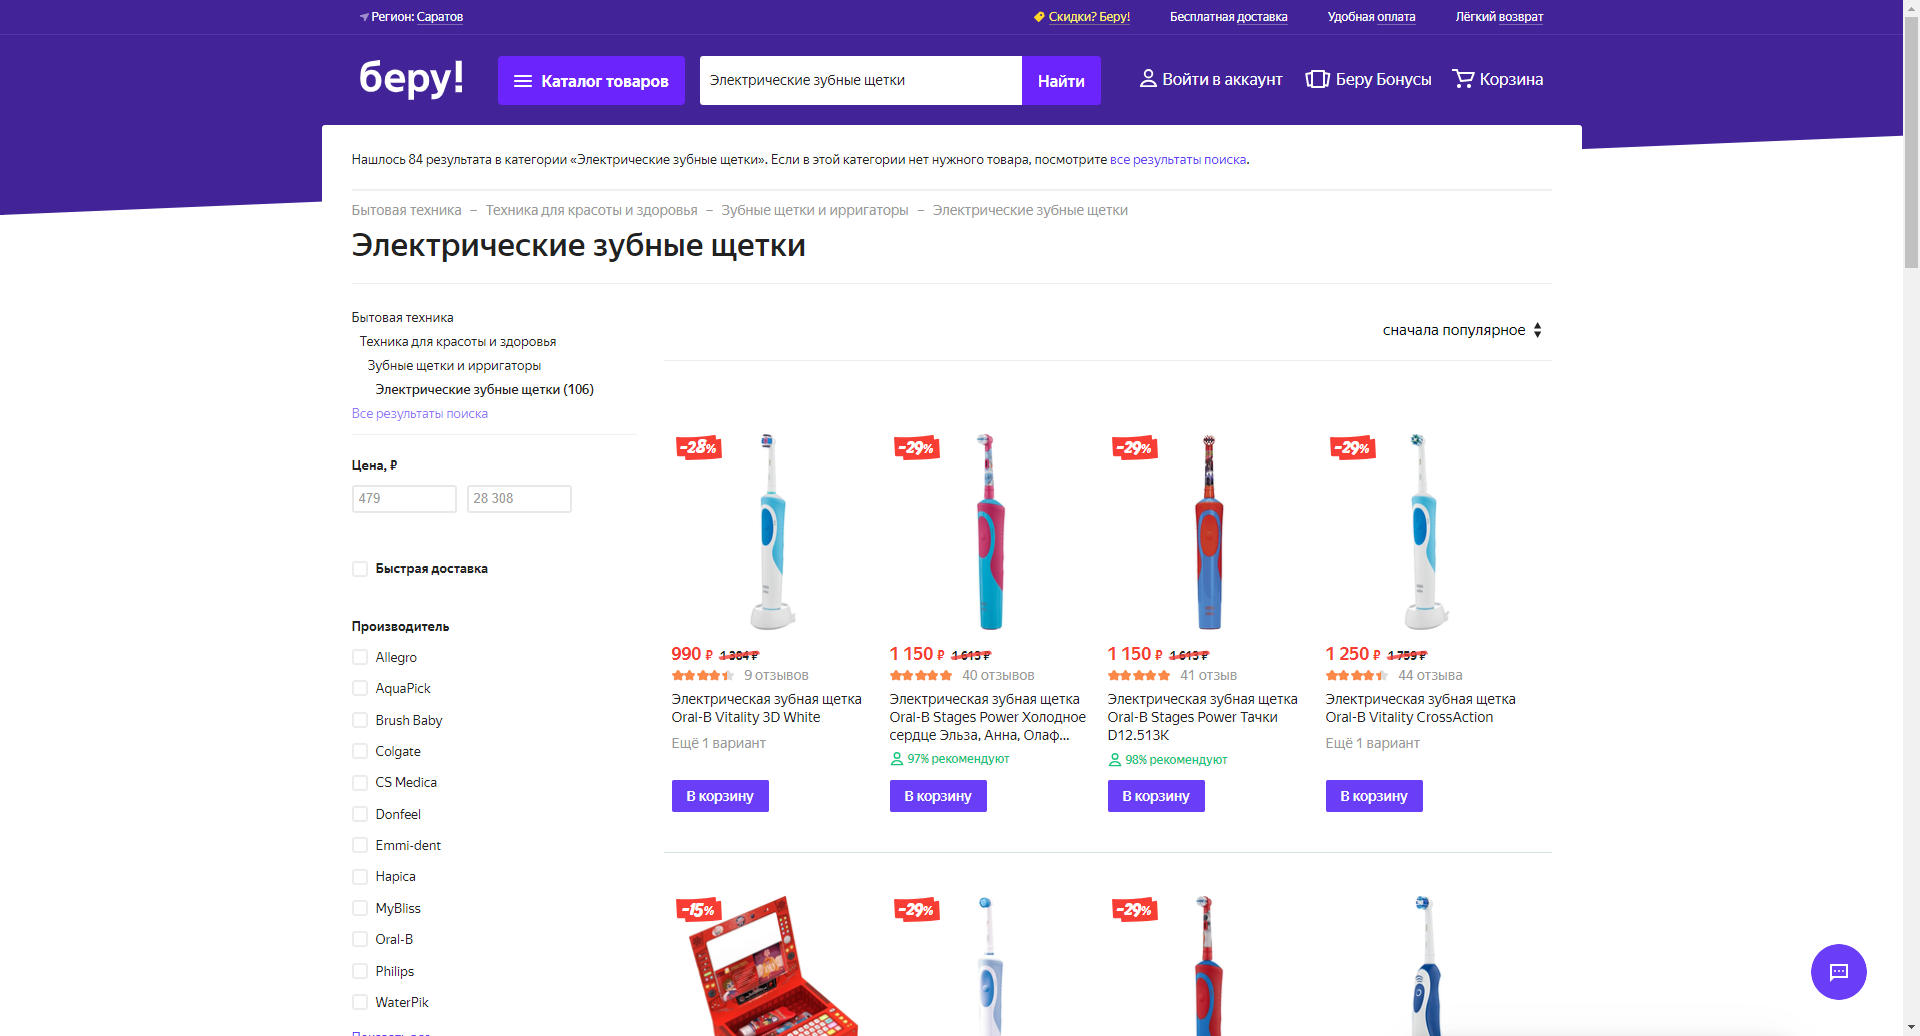 Регион: Саратов
Скидки? Беру!
Бесплатная доставка
Удобная оплата
Лёгкий возврат
беру!
Каталог товаров
Электрические зубные щетки
Найти
Войти в аккаунт
Беру Бонусы
Корзина
Нашлось 84 результата в категории «Электрические зубные щетки». Если в этой категории нет нужного товара, посмотрите все результаты поиска.
Бытовая техника – Техника для красоты и здоровья – Зубные щетки и ирригаторы – Электрические зубные щетки
Электрические зубные щетки
Бытовая техника
Техника для красоты и здоровья
Зубные щетки и ирригаторы
Электрические зубные щетки (106)
Все результаты поиска
Цена, ₽
479
28 308
Быстрая доставка
Производитель
Allegro
AquaPick
Brush Baby
Colgate
CS Medica
Donfeel
Emmi-dent
Hapica
MyBliss
Oral-B
Philips
WaterPik
Показать все
сначала популярное
-28%
990 ₽ 1 384 ₽
9 отзывов
Электрическая зубная щетка
Oral-B Vitality 3D White
Ещё 1 вариант
В корзину
-29%
1 150 ₽ 1 613 ₽
40 отзывов
Электрическая зубная щетка
Oral-B Stages Power Холодное
сердце Эльза, Анна, Олаф...
97% рекомендуют
В корзину
-29%
1 150 ₽ 1 613 ₽
41 отзыв
Электрическая зубная щетка
Oral-B Stages Power Тачки
D12.513K
98% рекомендуют
В корзину
-29%
1 250 ₽ 1 759 ₽
44 отзыва
Электрическая зубная щетка
Oral-B Vitality CrossAction
Ещё 1 вариант
В корзину
-15%
-29%
-29%